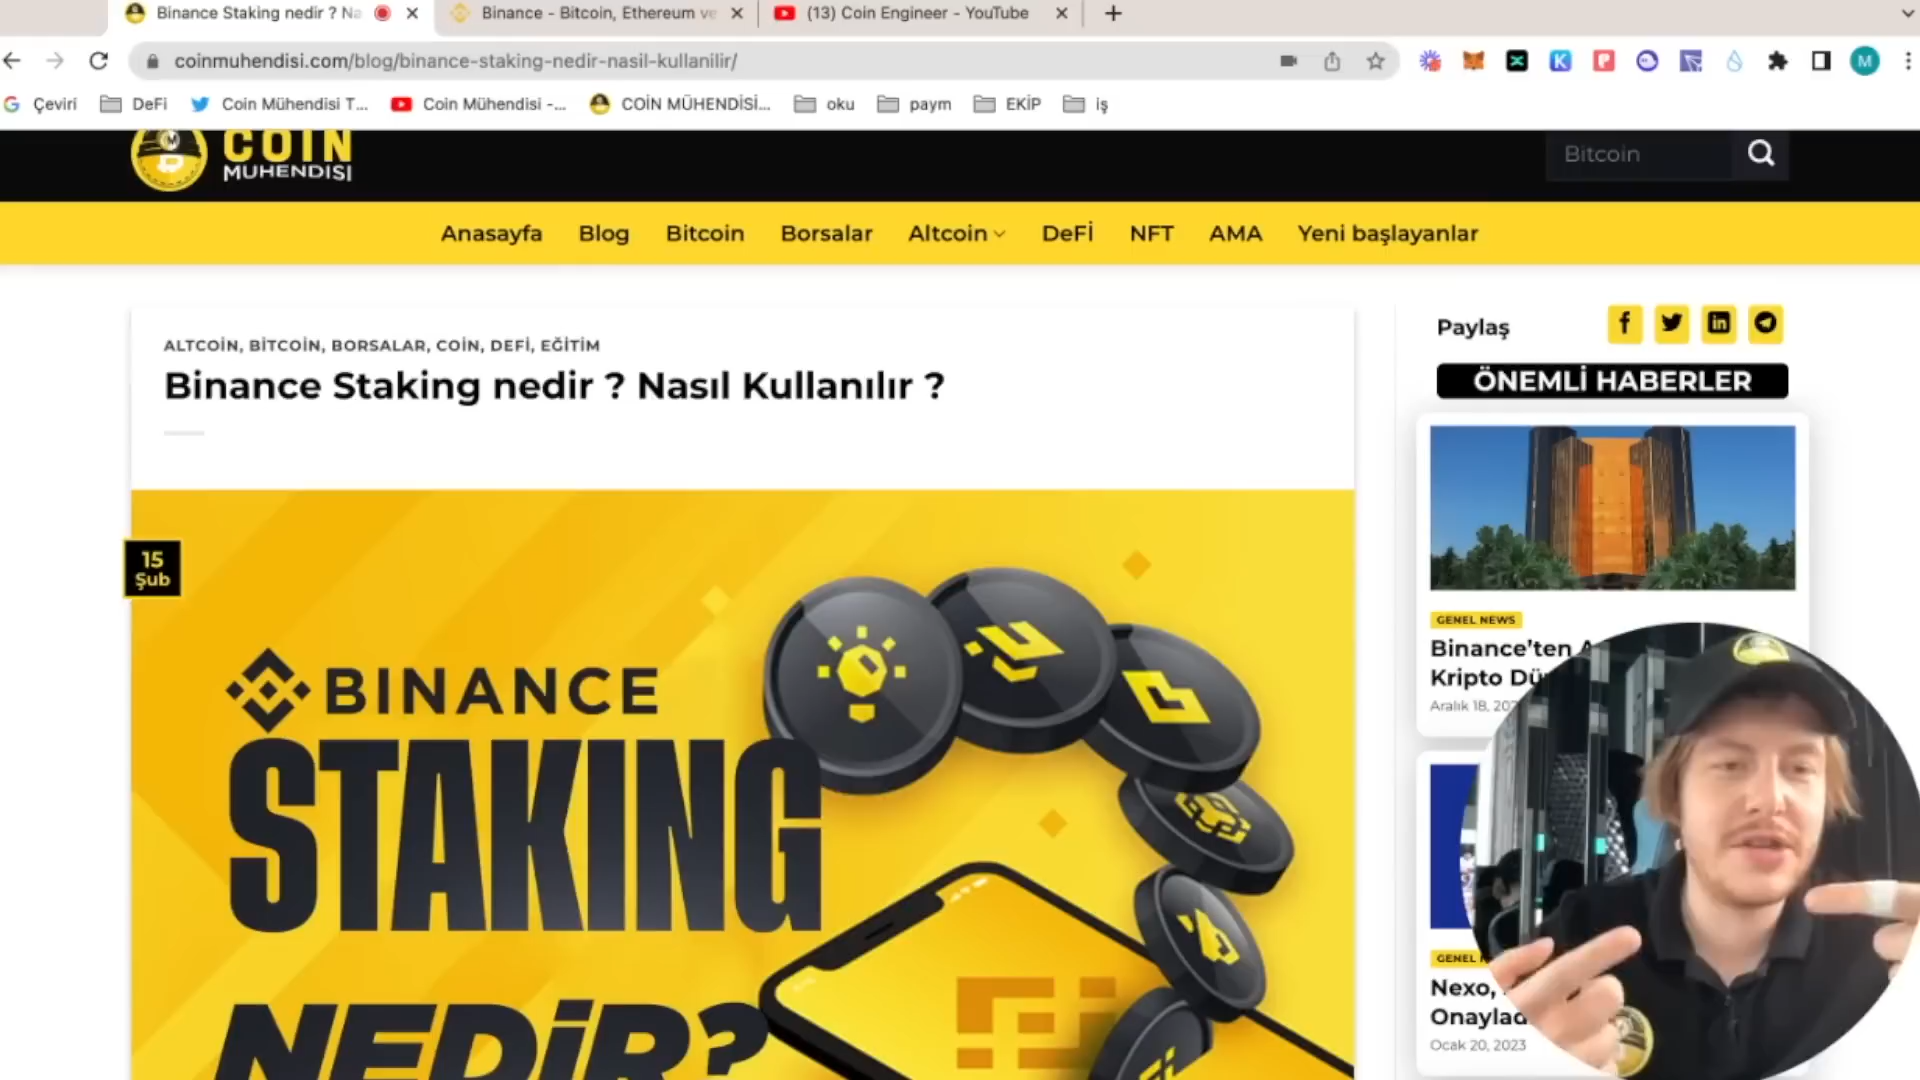 Binance Staking nedir ? Na
Binance - Bitcoin, Ethereum ve
(13) Coin Engineer - YouTube
coinmuhendisi.com/blog/binance-staking-nedir-nasil-kullanilir/
M
Çeviri
DeFi
Coin Mühendisi T...
Coin Mühendisi -...
COİN MÜHENDİSİ...
oku
paym
EKİP
iş
COIN
MUHENDISI
Bitcoin
Anasayfa
Blog
Bitcoin
Borsalar
Altcoin
DeFİ
NFT
AMA
Yeni başlayanlar
ALTCOİN, BİTCOİN, BORSALAR, COİN, DEFİ, EĞİTİM
Binance Staking nedir ? Nasıl Kullanılır ?
15
Şub
BINANCE
STAKING
NEDİR?
Paylaş
ÖNEMLİ HABERLER
GENEL NEWS
Binance’ten
Kripto
Aralık 18,
GENEL
Nexo,
Onaylad
Ocak 20, 2023